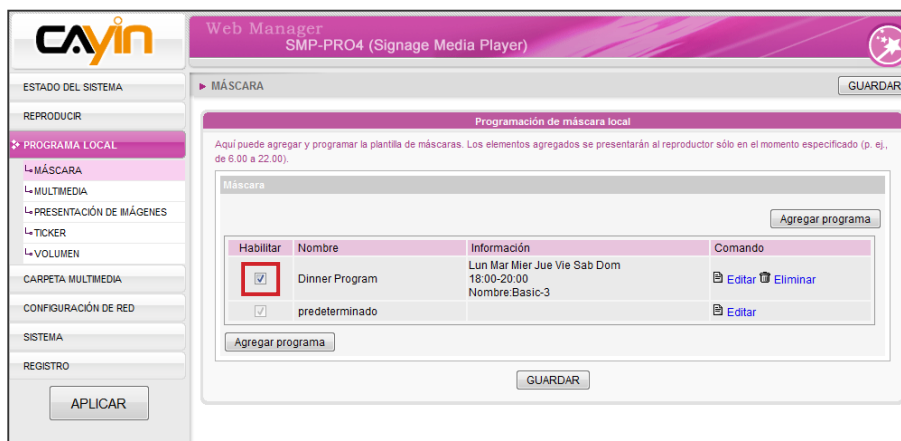 CAYIN
Web Manager
SMP-PRO4 (Signage Media Player)
ESTADO DEL SISTEMA
REPRODUCIR
PROGRAMA LOCAL
MÁSCARA
MULTIMEDIA
PRESENTACIÓN DE IMÁGENES
TICKER
VOLUMEN
CARPETA MULTIMEDIA
CONFIGURACIÓN DE RED
SISTEMA
REGISTRO
APLICAR
MÁSCARA
GUARDAR
Programación de máscara local
Aquí puede agregar y programar la plantilla de máscaras. Los elementos agregados se presentarán al reproductor sólo en el momento especificado (p. ej.,
de 6.00 a 22.00).
Máscara
Agregar programa
Habilitar Nombre Información Comando
Dinner Program
Lun Mar Mier Jue Vie Sab Dom
18:00-20:00
Nombre:Basic-3
Editar Eliminar
predeterminado
Editar
Agregar programa
GUARDAR